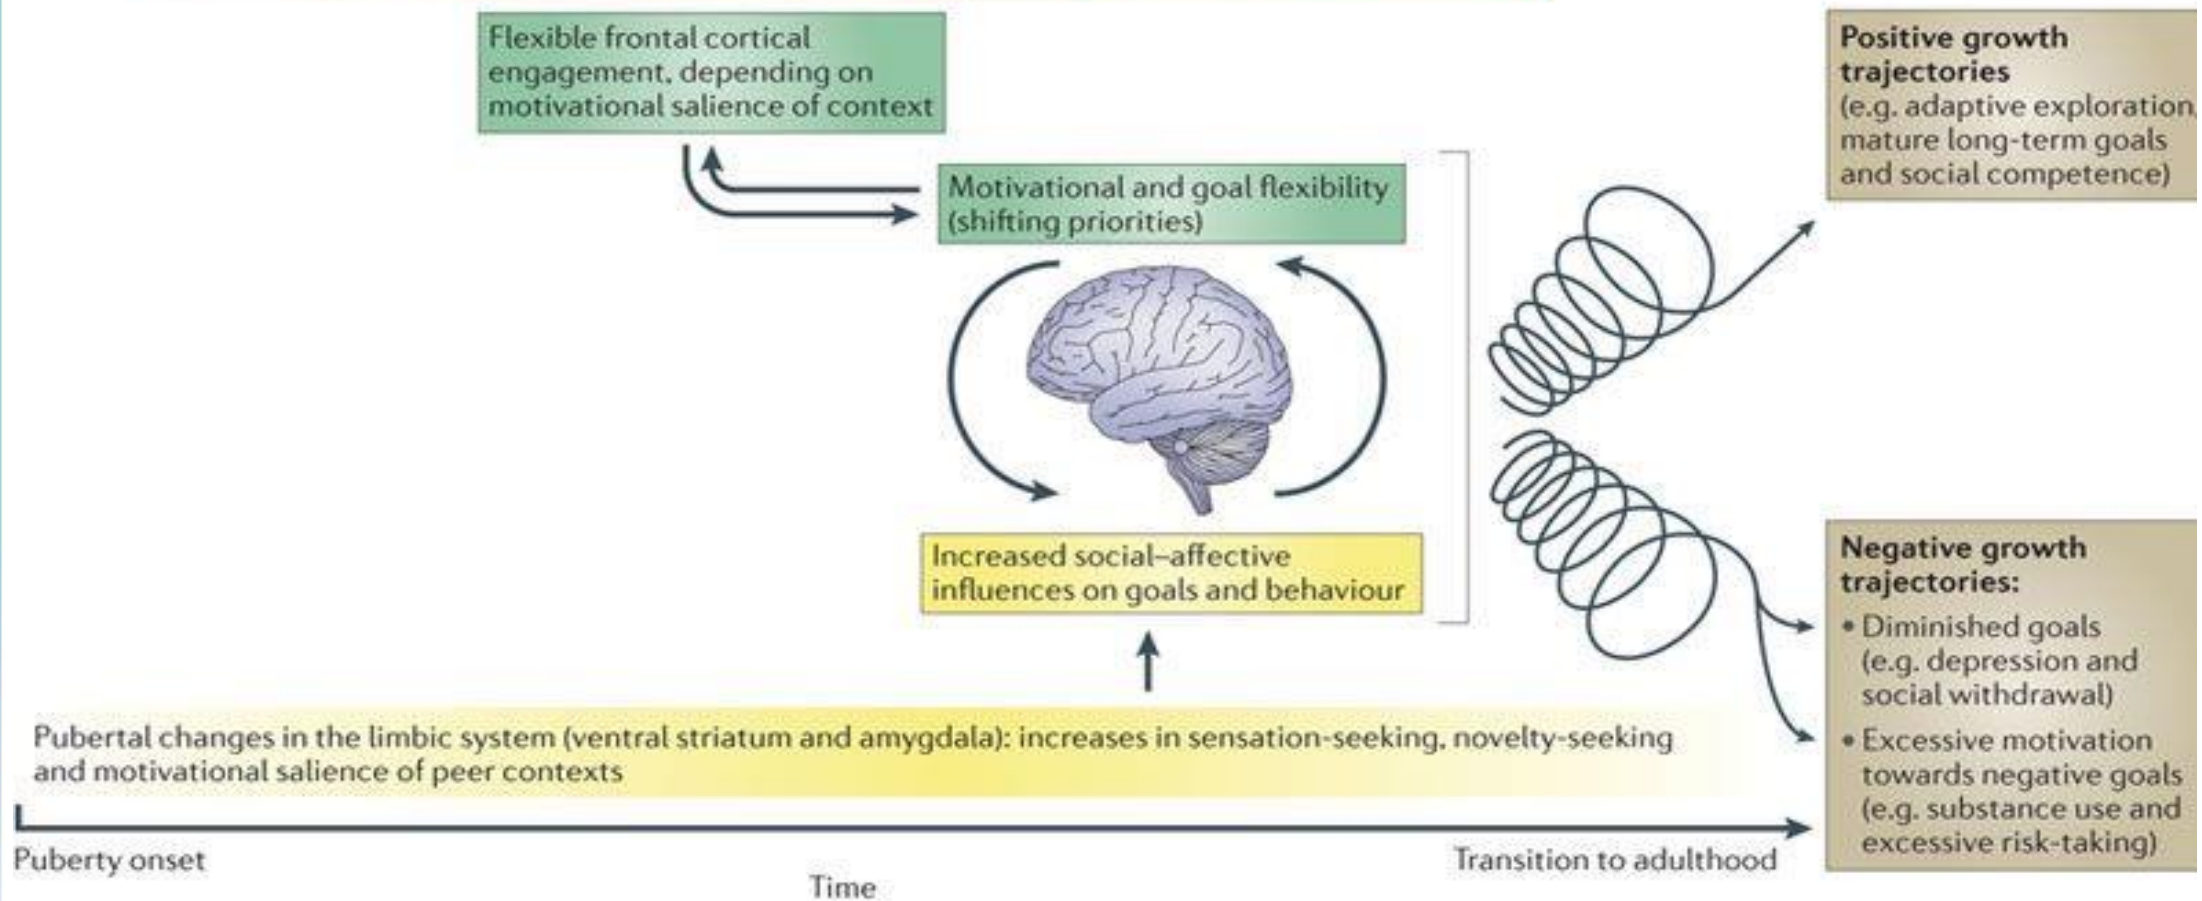 Flexible frontal cortical
engagement, depending on
motivational salience of context
Motivational and goal flexibility
(shifting priorities)
Increased social–affective
influences on goals and behaviour
Pubertal changes in the limbic system (ventral striatum and amygdala): increases in sensation-seeking, novelty-seeking
and motivational salience of peer contexts
Puberty onset
Transition to adulthood
Time
Positive growth
trajectories
(e.g. adaptive exploration,
mature long-term goals
and social competence)
Negative growth
trajectories:
• Diminished goals
(e.g. depression and
social withdrawal)
• Excessive motivation
towards negative goals
(e.g. substance use and
excessive risk-taking)